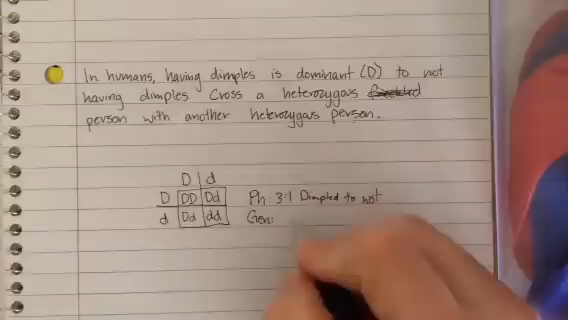 In humans, having dimples is dominant (D) to not
having dimples Cross a heterozygous
person with another heterozygous person.
D d
D DD Dd Ph: 3:1 Dimpled to not
d Dd dd Gen: